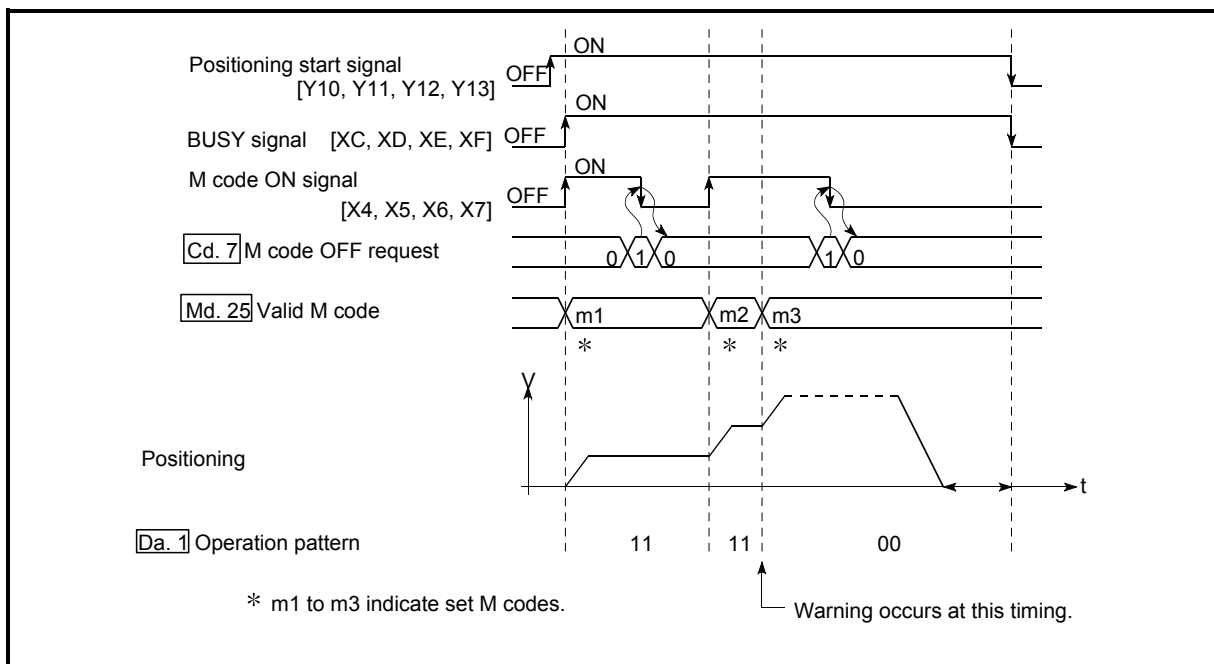 ON
Positioning start signal
OFF
[Y10, Y11, Y12, Y13]
ON
BUSY signal [XC, XD, XE, XF] OFF
ON
M code ON signal
OFF
[X4, X5, X6, X7]
Cd. 7 M code OFF request 0 1 0 1 0
Md. 25 Valid M code m1 m2 m3
* * *
V
Positioning
t
Da. 1 Operation pattern 11 11 00
* m1 to m3 indicate set M codes.
Warning occurs at this timing.